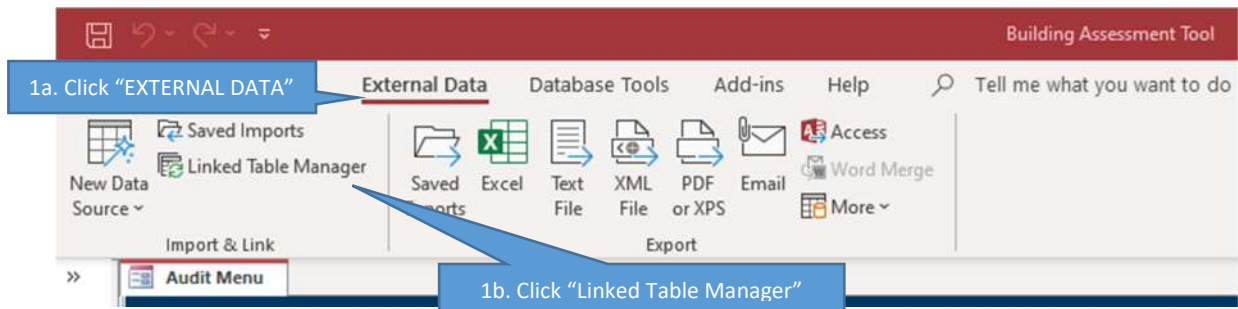 Building Assessment Tool
1a. Click “EXTERNAL DATA”
External Data Database Tools Add-ins Help Tell me what you want to do
Saved Imports
Linked Table Manager
New Data
Source
Import & Link
Saved
Exports
Excel
Text
File
XML
File
PDF
or XPS
Email
Access
Word Merge
More
Export
Audit Menu
1b. Click “Linked Table Manager”